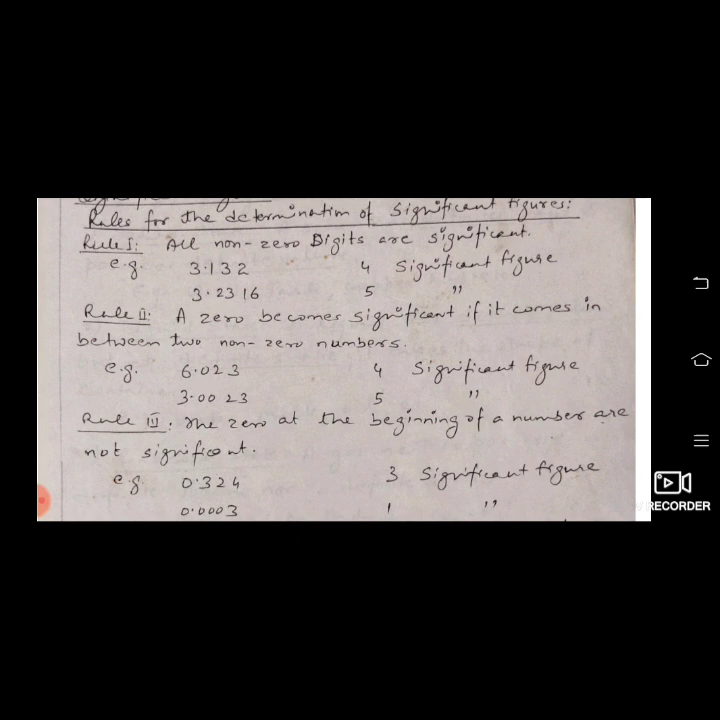 Rules for the determination of Significant figures:
Rule I: All non-zero Digits are significant.
e.g. 3.132 4 Significant figure
3.2316 5 "
Rule II: A zero becomes significant if it comes in
between two non-zero numbers.
e.g. 6.023 4 Significant figure
3.0023 5 "
Rule III: The zero at the beginning of a number are
not significant.
e.g. 0.324 3 Significant figure
0.0003 1 "
RECORDER